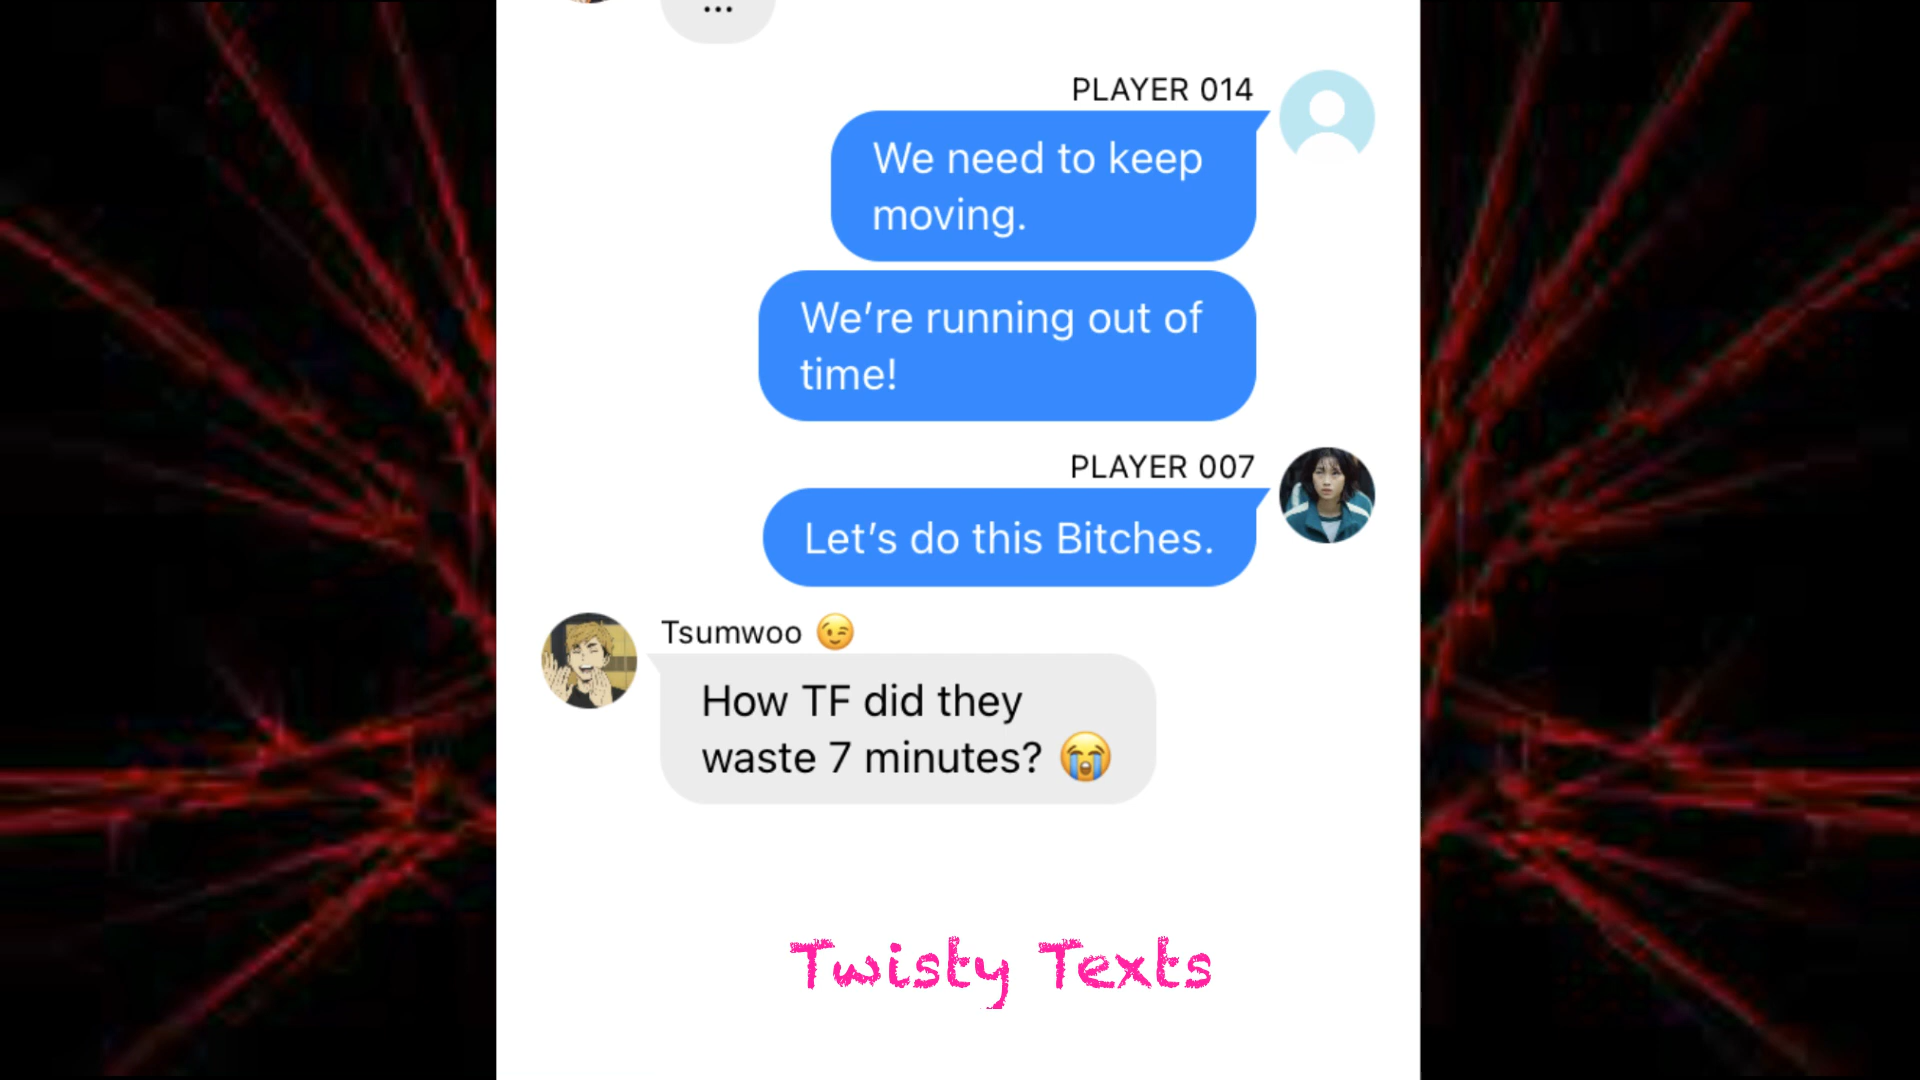 ...
PLAYER 014
We need to keep
moving.
We’re running out of
time!
PLAYER 007
Let’s do this Bitches.
Tsumwoo 😉
How TF did they
waste 7 minutes? 😭
Twisty Texts